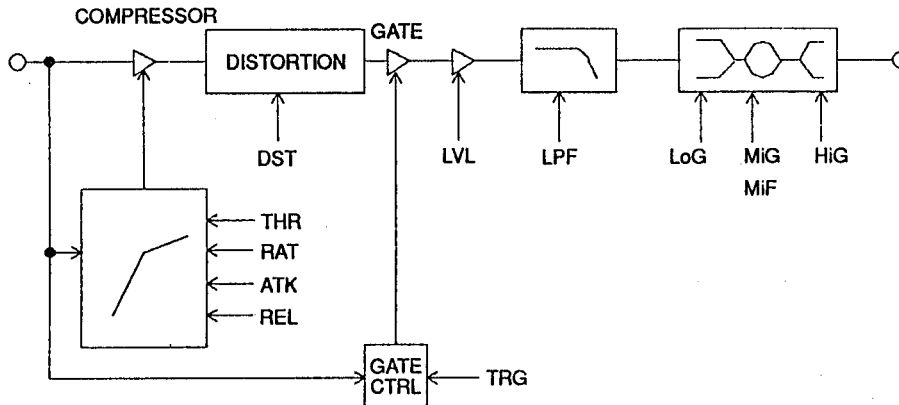 COMPRESSOR
GATE
DISTORTION
DST
LVL
LPF
LoG
MiG
HiG
MiF
THR
RAT
ATK
REL
GATE
CTRL
TRG